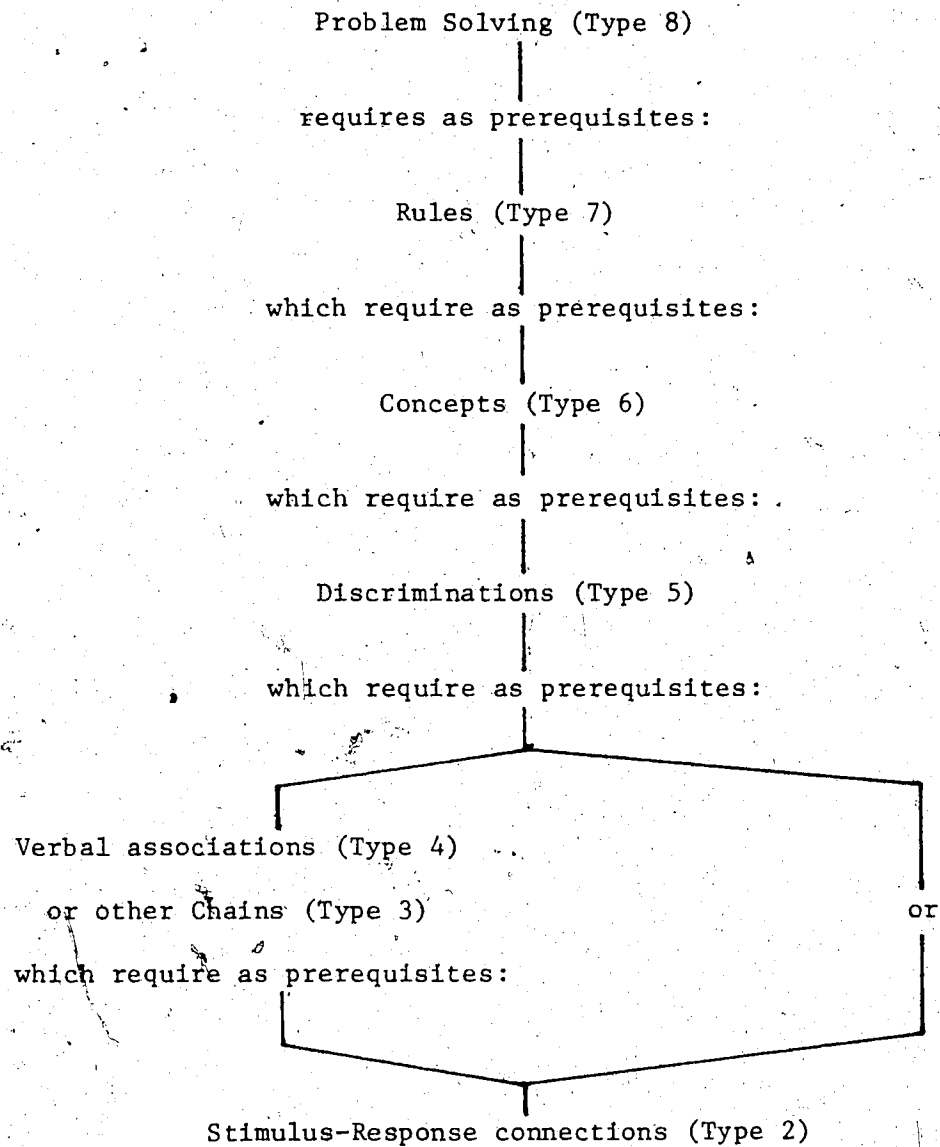 Problem Solving (Type 8)
requires as prerequisites:
Rules (Type 7)
which require as prerequisites:
Concepts (Type 6)
which require as prerequisites:
Discriminations (Type 5)
which require as prerequisites:
Verbal associations (Type 4)
or other Chains (Type 3)
or
which require as prerequisites:
Stimulus-Response connections (Type 2)